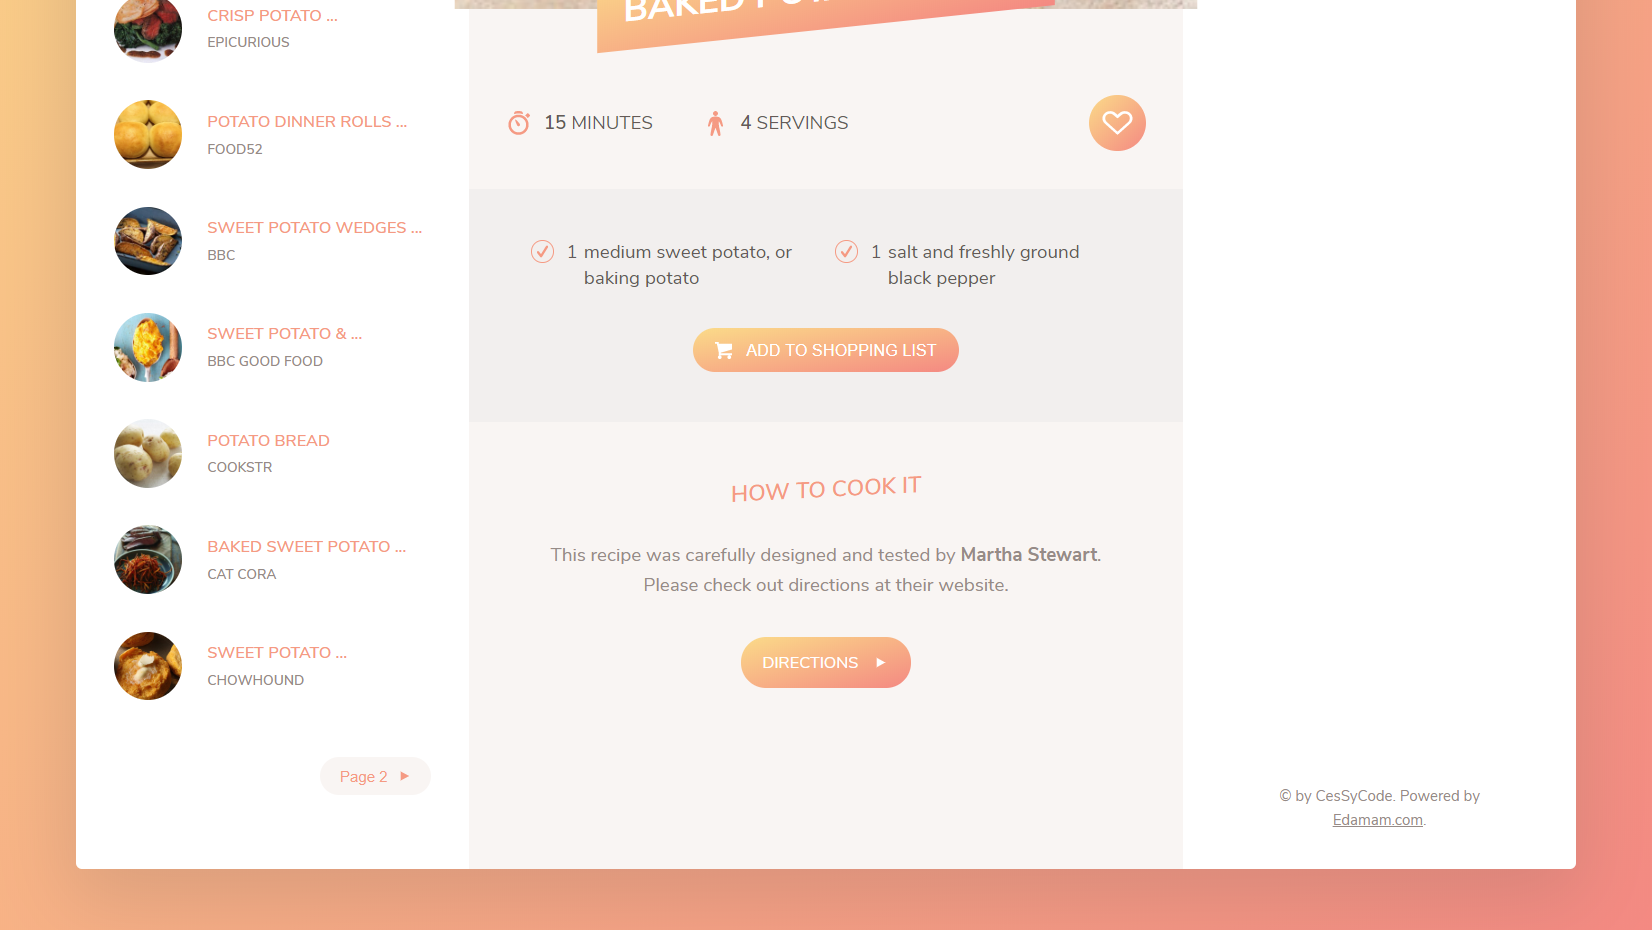 CRISP POTATO ...
EPICURIOUS
POTATO DINNER ROLLS ...
FOOD52
SWEET POTATO WEDGES ...
BBC
SWEET POTATO & ...
BBC GOOD FOOD
POTATO BREAD
COOKSTR
BAKED SWEET POTATO ...
CAT CORA
SWEET POTATO ...
CHOWHOUND
Page 2
BAKED
15 MINUTES
4 SERVINGS
1 medium sweet potato, or
baking potato
1 salt and freshly ground
black pepper
ADD TO SHOPPING LIST
HOW TO COOK IT
This recipe was carefully designed and tested by Martha Stewart.
Please check out directions at their website.
DIRECTIONS
© by CesSyCode. Powered by
Edamam.com.